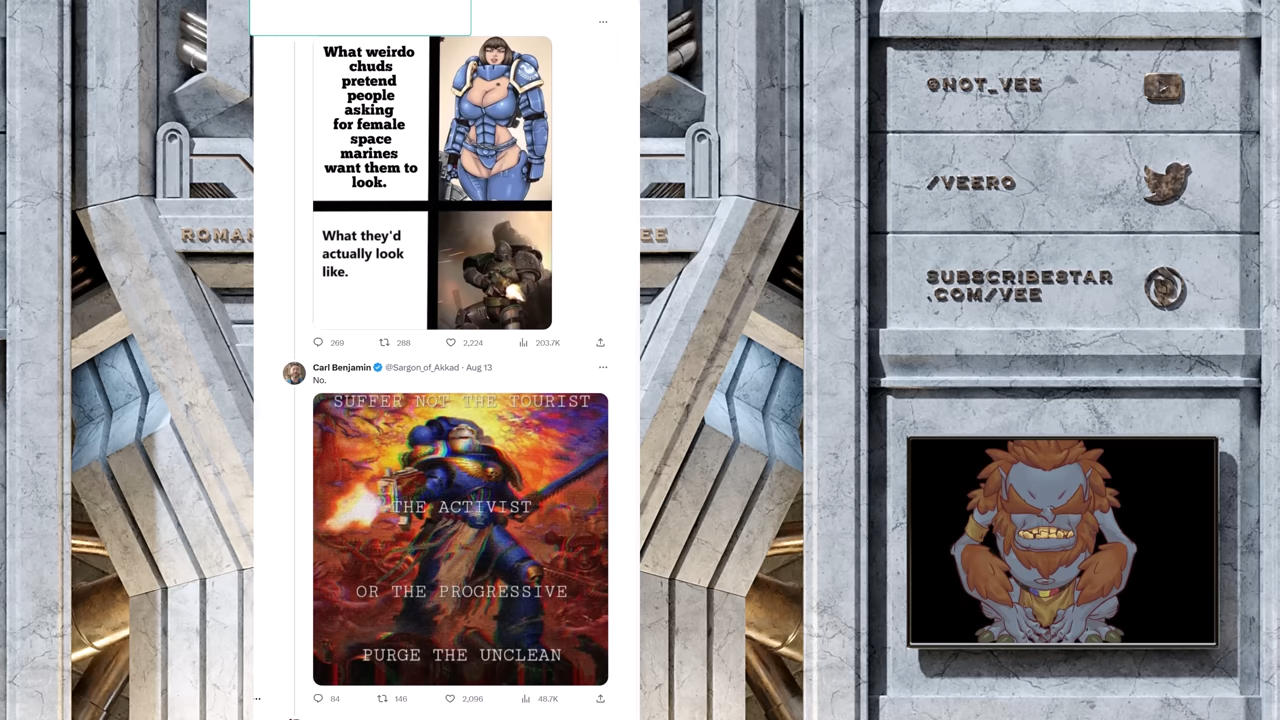 What weirdo
chuds
pretend
people
asking
for female
space
marines
want them to
look.
What they'd
actually look
like.
269
288
2,224
203.7K
Carl Benjamin @Sargon_of_Akkad · Aug 13
No.
SUFFER NOT THE TOURIST
THE ACTIVIST
OR THE PROGRESSIVE
PURGE THE UNCLEAN
84
146
2,096
48.7K
ROMAN
EE
@NOT_VEE
/VEERO
SUBSCRIBESTAR
.COM/VEE